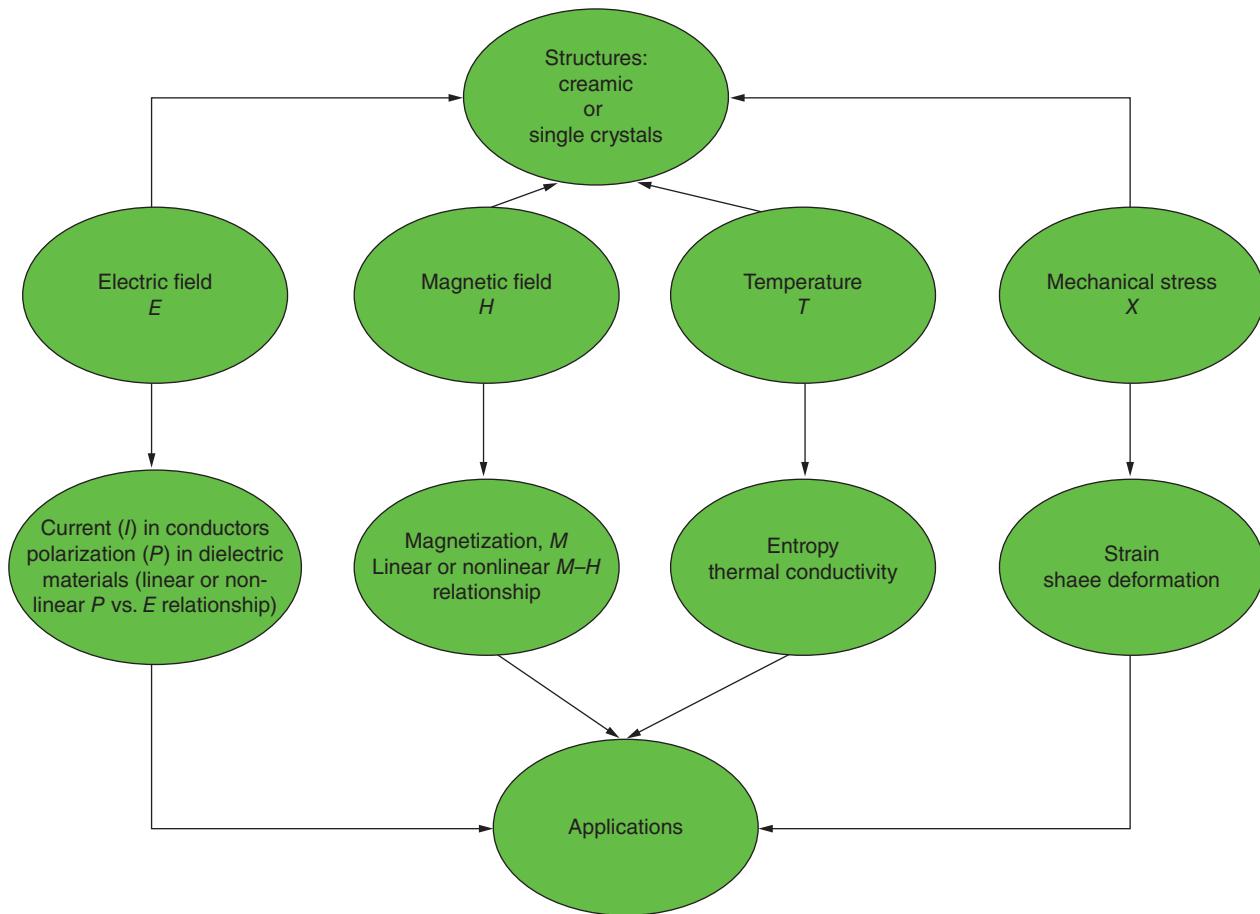 Structures:
creamic
or
single crystals
Electric field
E
Magnetic field
H
Temperature
T
Mechanical stress
X
Current (I) in conductors
polarization (P) in dielectric
materials (linear or non-
linear P vs. E relationship)
Magnetization, M
Linear or nonlinear M–H
relationship
Entropy
thermal conductivity
Strain
shaee deformation
Applications